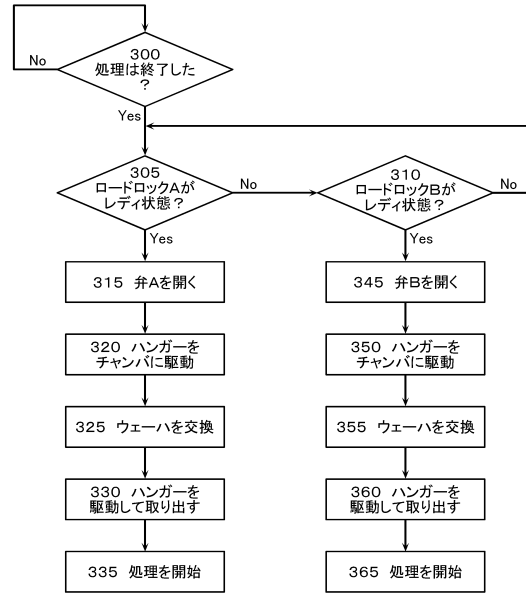 300
処理は終了した
？
No
Yes
305
ロードロックAが
レディ状態？
No
310
ロードロックBが
レディ状態？
No
Yes
Yes
315 弁Aを開く
345 弁Bを開く
320 ハンガーを
チャンバに駆動
350 ハンガーを
チャンバに駆動
325 ウェーハを交換
355 ウェーハを交換
330 ハンガーを
駆動して取り出す
360 ハンガーを
駆動して取り出す
335 処理を開始
365 処理を開始